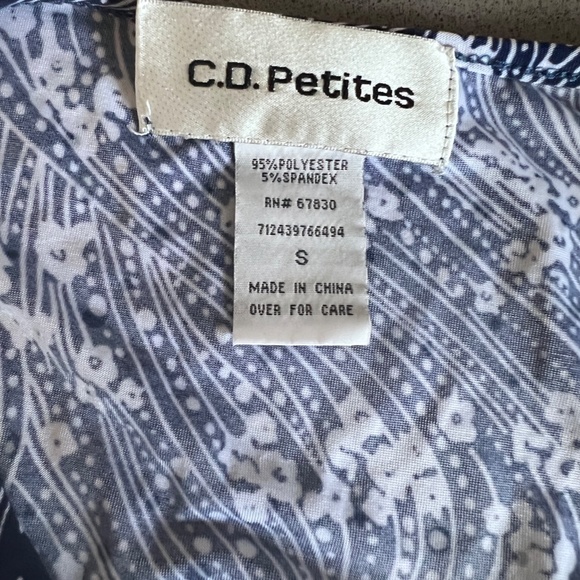 C.D. Petites
95%POLYESTER
5%SPANDEX
RN# 67830
712439766494
S
MADE IN CHINA
OVER FOR CARE